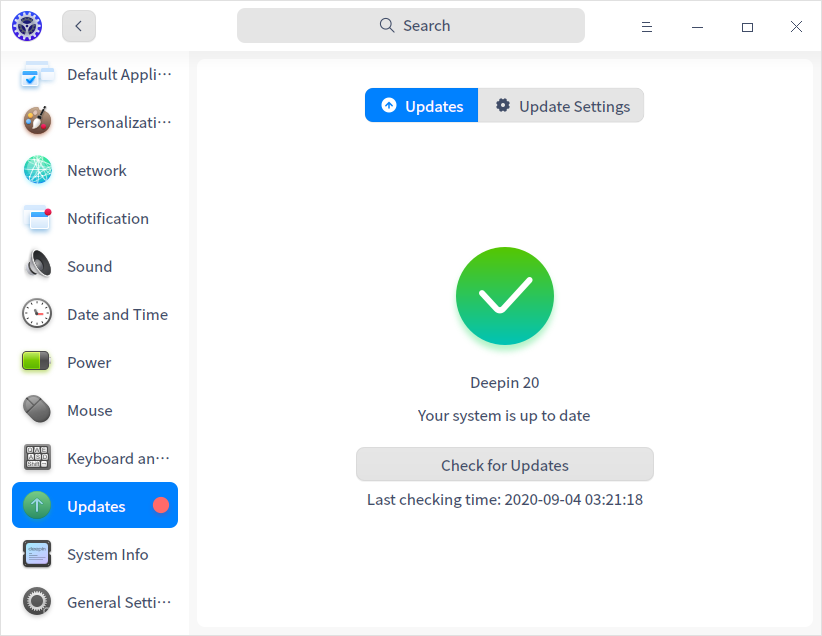 Search
Default Appli···
Personalizati···
Network
Notification
Sound
Date and Time
Power
Mouse
Keyboard an···
Updates
System Info
General Setti···
Updates
Update Settings
Deepin 20
Your system is up to date
Check for Updates
Last checking time: 2020-09-04 03:21:18